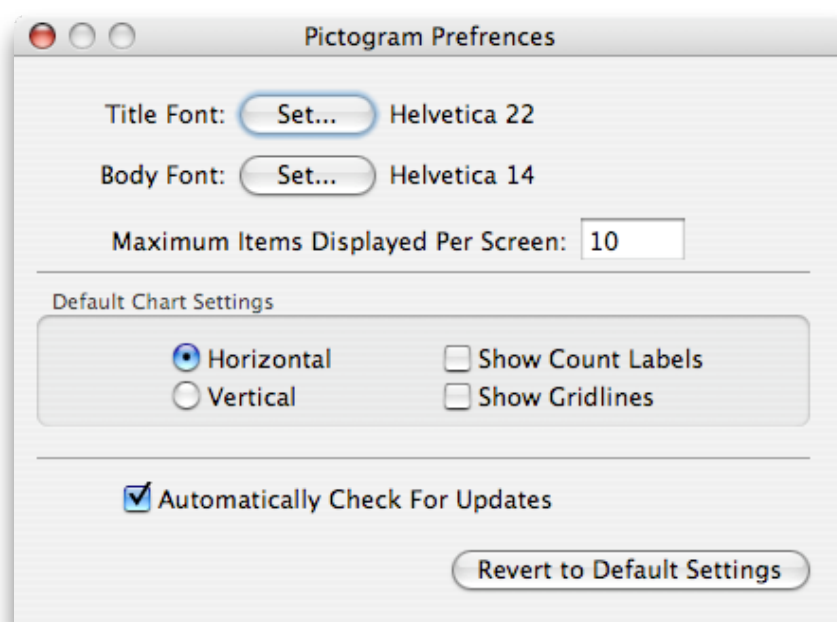 Pictogram Prefrences
Title Font: Set... Helvetica 22
Body Font: Set... Helvetica 14
Maximum Items Displayed Per Screen: 10
Default Chart Settings
Horizontal Show Count Labels
Vertical Show Gridlines
Automatically Check For Updates
Revert to Default Settings